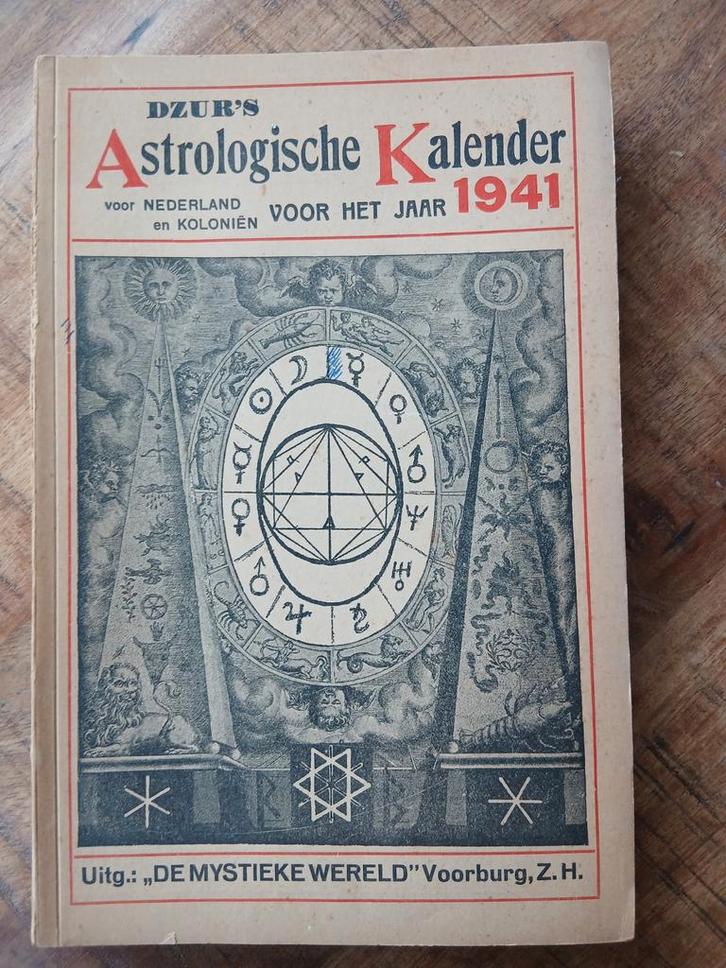 DZUR'S
Astrologische Kalender
voor NEDERLAND
en KOLONIËN
VOOR HET JAAR 1941
Uitg.: „DE MYSTIEKE WERELD" Voorburg, Z.H.